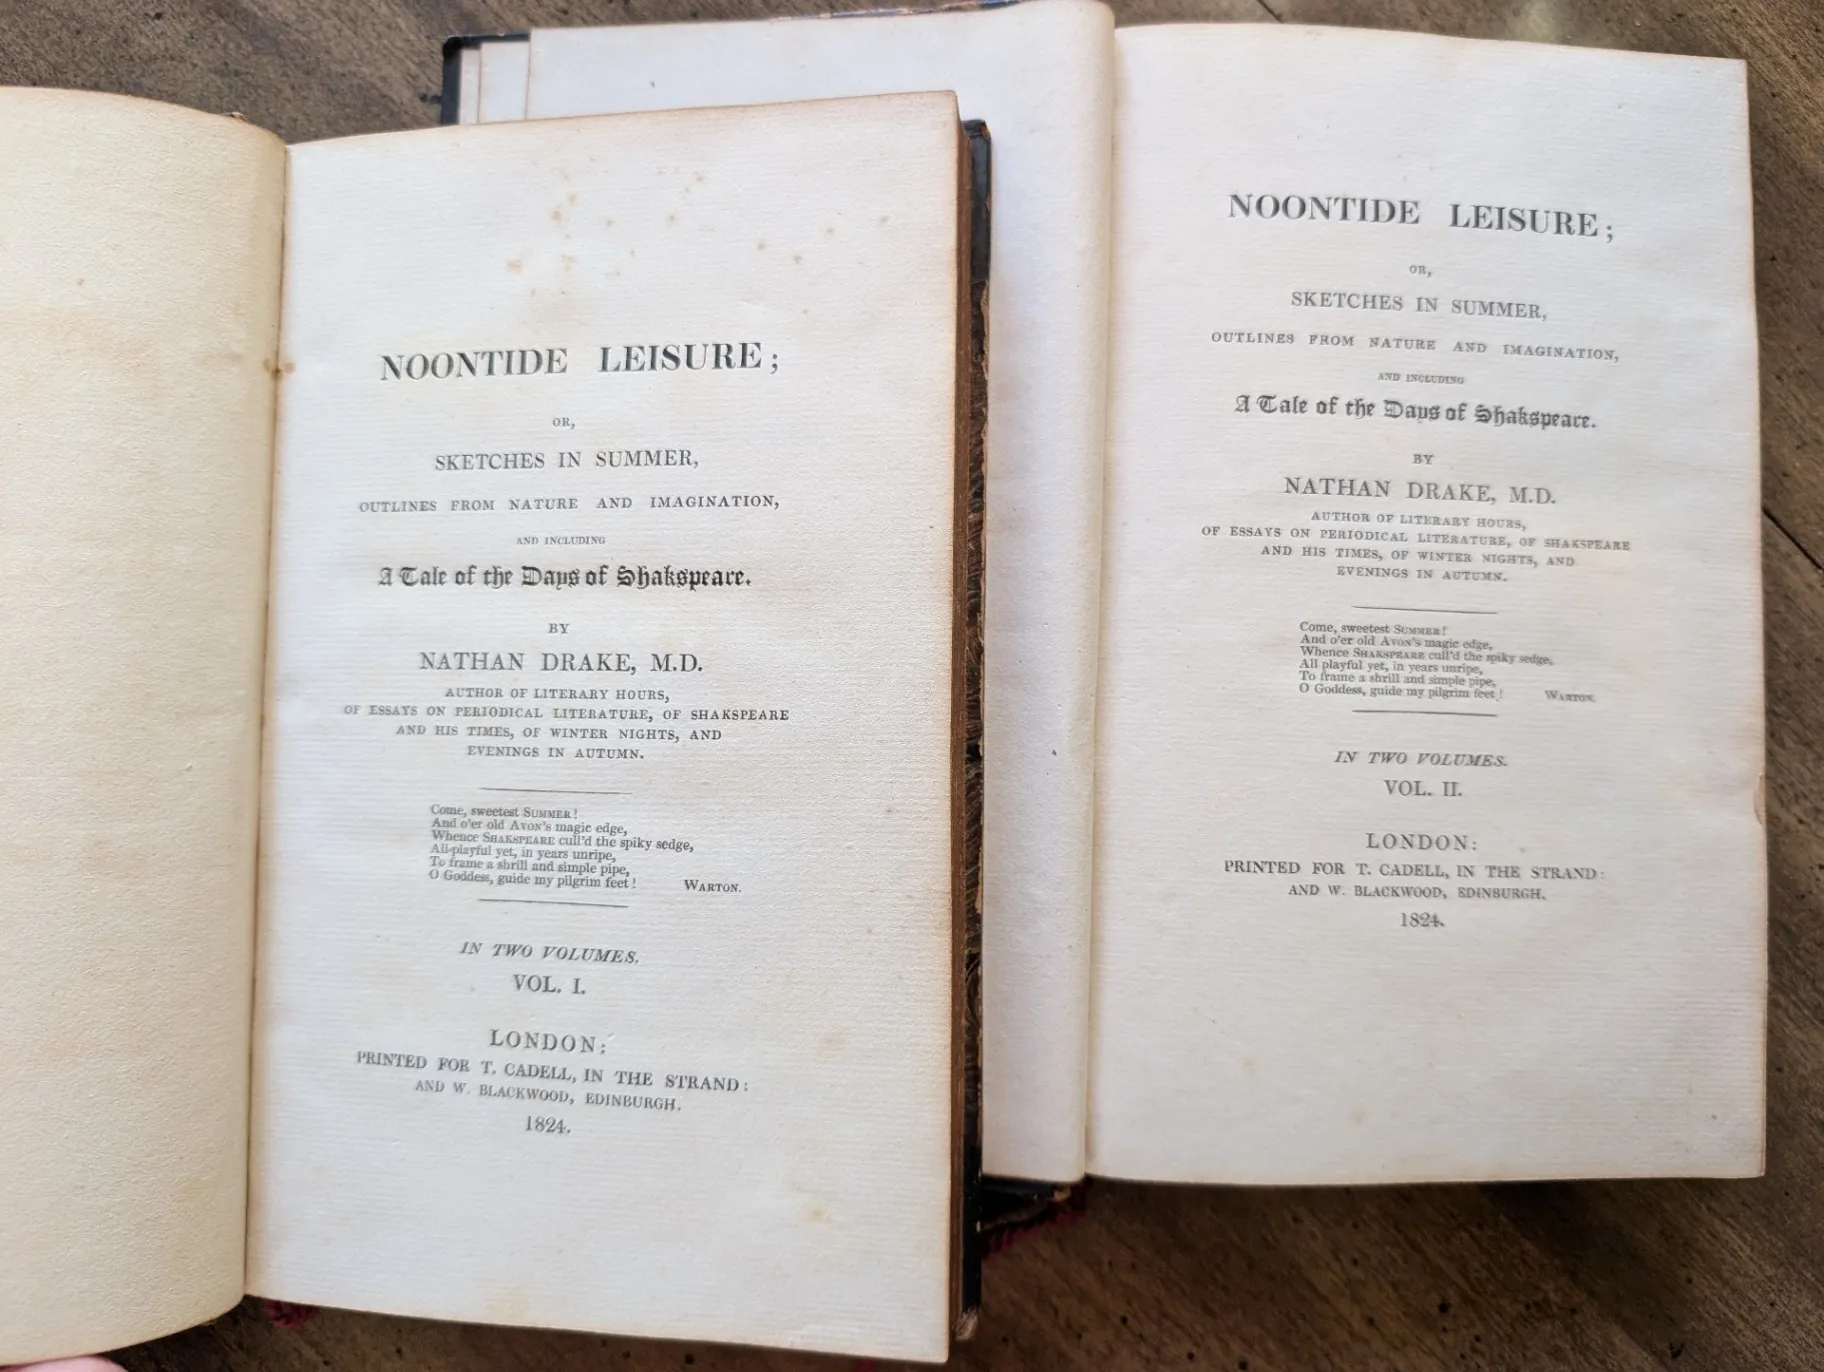 NOONTIDE LEISURE;
OR,
SKETCHES IN SUMMER,
OUTLINES FROM NATURE AND IMAGINATION,
AND INCLUDING
A Tale of the Days of Shakspeare.
BY
NATHAN DRAKE, M.D.
AUTHOR OF LITERARY HOURS,
OF ESSAYS ON PERIODICAL LITERATURE, OF SHAKSPEARE
AND HIS TIMES, OF WINTER NIGHTS, AND
EVENINGS IN AUTUMN.
Come, sweetest SUMMER!
And o'er old AVON'S magic edge,
Whence SHAKSPEARE cull'd the spiky sedge,
All-playful yet, in years unripe,
To frame a shrill and simple pipe,
O Goddess, guide my pilgrim feet! WARTON.
IN TWO VOLUMES.
VOL. I.
LONDON:
PRINTED FOR T. CADELL, IN THE STRAND:
AND W. BLACKWOOD, EDINBURGH.
1824.
NOONTIDE LEISURE;
OR,
SKETCHES IN SUMMER,
OUTLINES FROM NATURE AND IMAGINATION,
AND INCLUDING
A Tale of the Days of Shakspeare.
BY
NATHAN DRAKE, M.D.
AUTHOR OF LITERARY HOURS,
OF ESSAYS ON PERIODICAL LITERATURE, OF SHAKSPEARE
AND HIS TIMES, OF WINTER NIGHTS, AND
EVENINGS IN AUTUMN.
Come, sweetest SUMMER!
And o'er old AVON'S magic edge,
Whence SHAKSPEARE cull'd the spiky sedge,
All playful yet, in years unripe,
To frame a shrill and simple pipe,
O Goddess, guide my pilgrim feet! WARTON.
IN TWO VOLUMES.
VOL. II.
LONDON:
PRINTED FOR T. CADELL, IN THE STRAND:
AND W. BLACKWOOD, EDINBURGH.
1824.